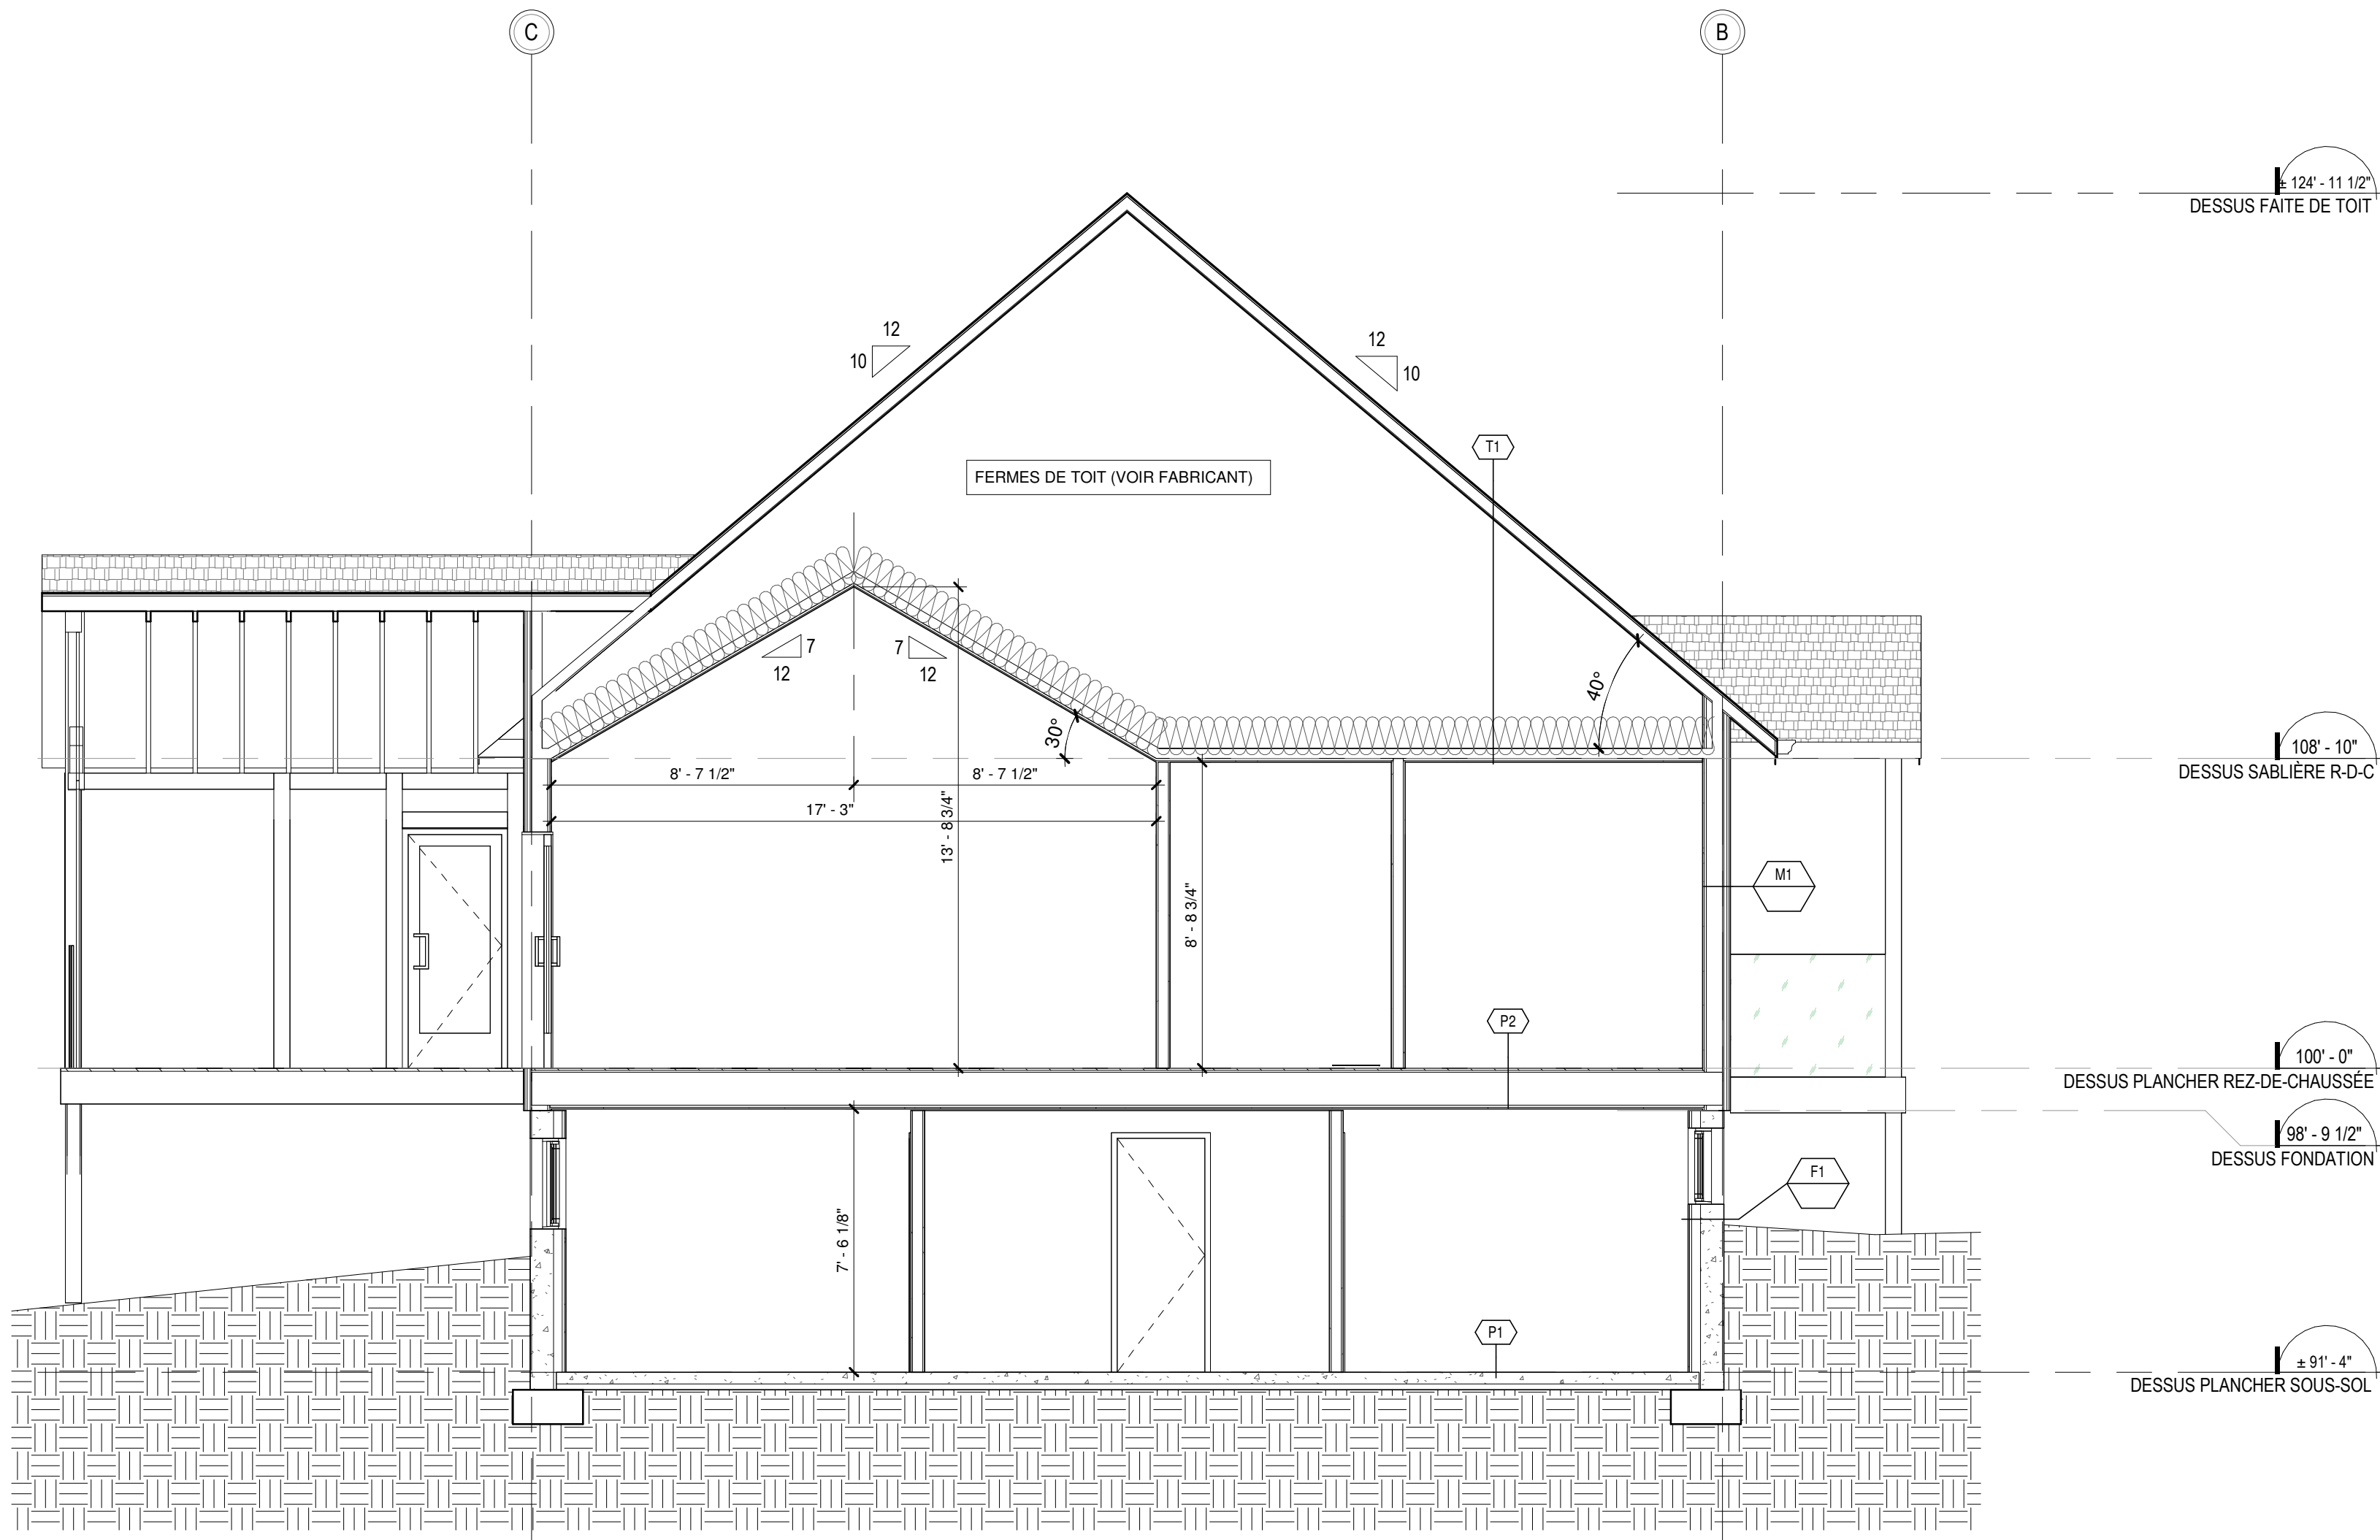 C
B
± 124' - 11 1/2"
DESSUS FAITE DE TOIT
12
10
12
10
T1
FERMES DE TOIT (VOIR FABRICANT)
7
12
7
12
40°
30°
108' - 10"
DESSUS SABLIÈRE R-D-C
8' - 7 1/2"
8' - 7 1/2"
17' - 3"
13' - 8 3/4"
8' - 8 3/4"
M1
P2
100' - 0"
DESSUS PLANCHER REZ-DE-CHAUSSÉE
98' - 9 1/2"
DESSUS FONDATION
F1
7' - 6 1/8"
P1
± 91' - 4"
DESSUS PLANCHER SOUS-SOL